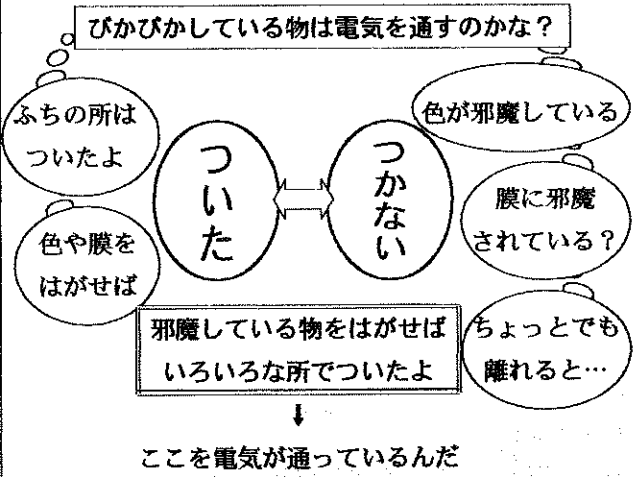 ぴかぴかしている物は電気を通すのかな？
ふちの所は
ついたよ
色や膜を
はがせば
ついた
つかない
色が邪魔している
膜に邪魔
されている？
ちょっとでも
離れると…
邪魔している物をはがせば
いろいろな所でついたよ
ここを電気が通っているんだ